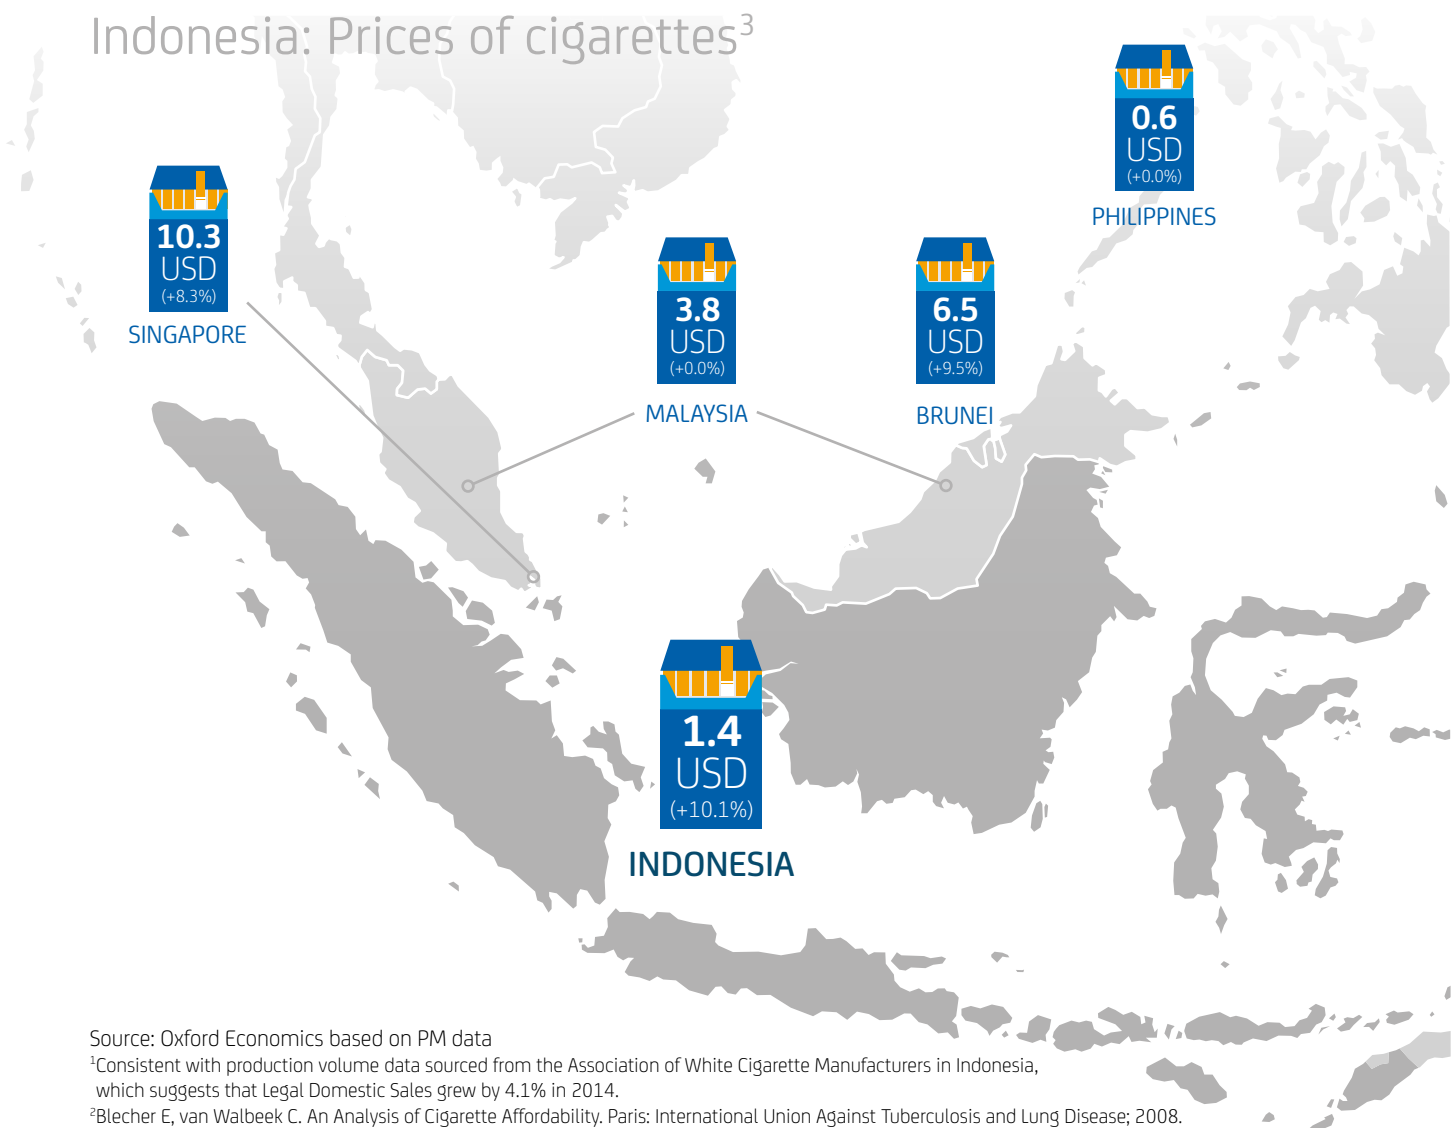 Indonesia: Prices of cigarettes³
0.6
USD
(+0.0%)
PHILIPPINES
10.3
USD
(+8.3%)
SINGAPORE
3.8
USD
(+0.0%)
MALAYSIA
6.5
USD
(+9.5%)
BRUNEI
1.4
USD
(+10.1%)
INDONESIA
Source: Oxford Economics based on PM data
¹Consistent with production volume data sourced from the Association of White Cigarette Manufacturers in Indonesia,
which suggests that Legal Domestic Sales grew by 4.1% in 2014.
²Blecher E, van Walbeek C. An Analysis of Cigarette Affordability. Paris: International Union Against Tuberculosis and Lung Disease; 2008.